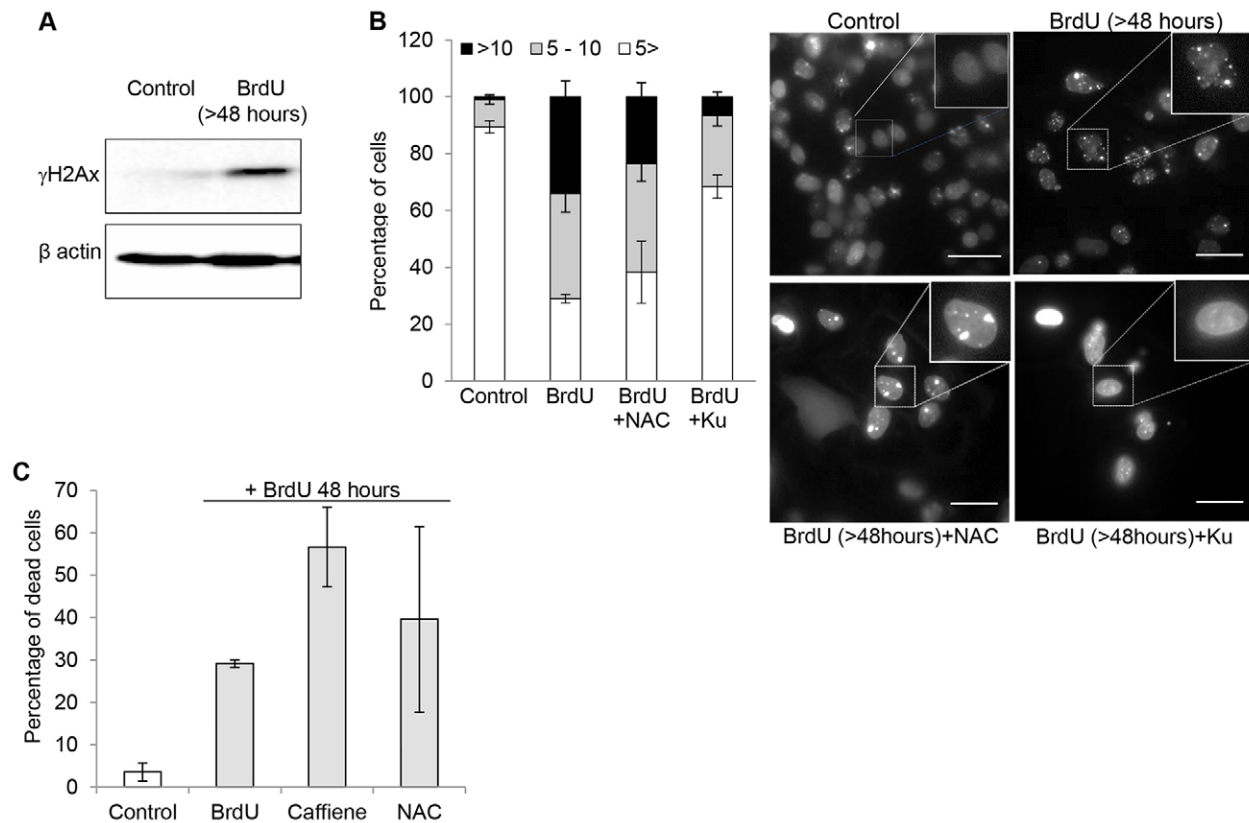 A
Control
BrdU
(>48 hours)
γH2Ax
β actin
B
Percentage of cells
120
100
80
60
40
20
0
>10
5 - 10
5>
Control
BrdU
BrdU
+NAC
BrdU
+Ku
Control
BrdU (>48 hours)
BrdU (>48hours)+NAC
BrdU (>48hours)+Ku
C
Percentage of dead cells
70
60
50
40
30
20
10
0
+ BrdU 48 hours
Control
BrdU
Caffiene
NAC